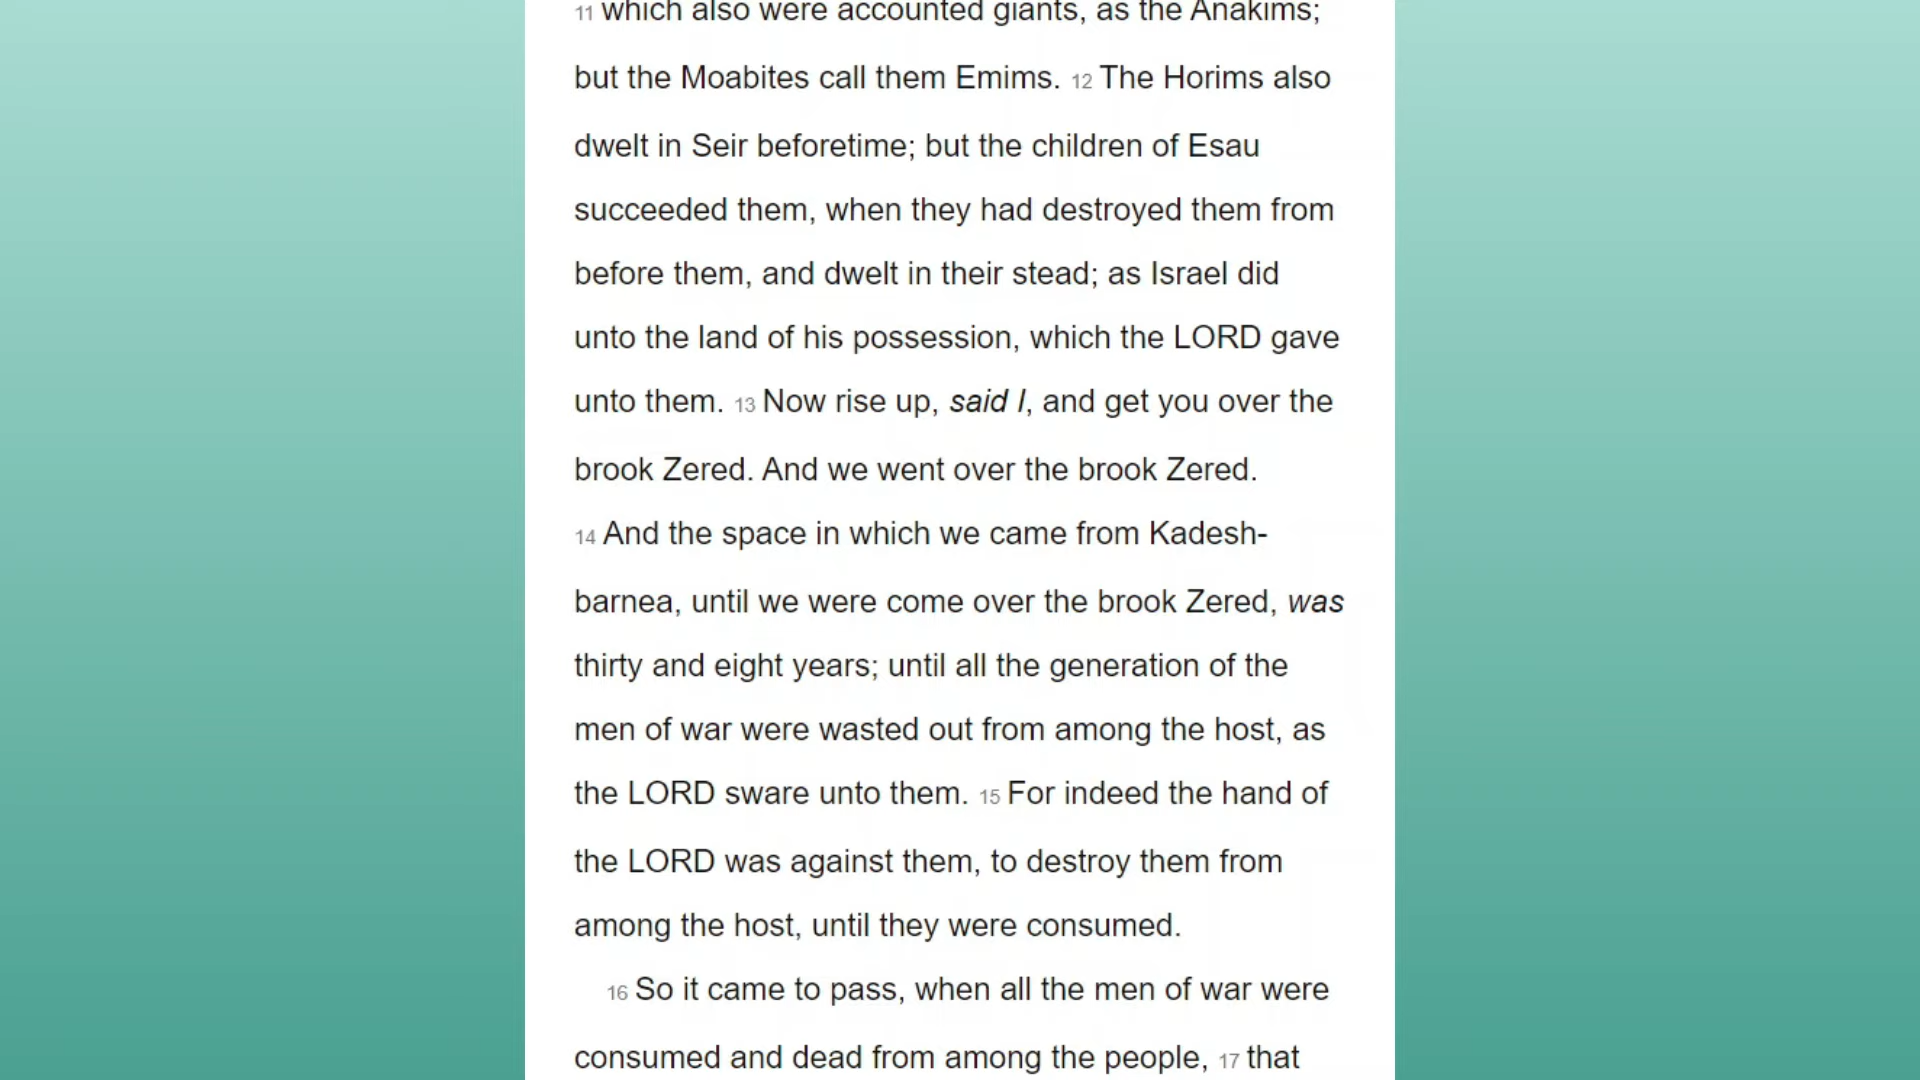 11 which also were accounted giants, as the Anakims;
but the Moabites call them Emims. 12 The Horims also
dwelt in Seir beforetime; but the children of Esau
succeeded them, when they had destroyed them from
before them, and dwelt in their stead; as Israel did
unto the land of his possession, which the LORD gave
unto them. 13 Now rise up, said I, and get you over the
brook Zered. And we went over the brook Zered.
14 And the space in which we came from Kadesh-
barnea, until we were come over the brook Zered, was
thirty and eight years; until all the generation of the
men of war were wasted out from among the host, as
the LORD sware unto them. 15 For indeed the hand of
the LORD was against them, to destroy them from
among the host, until they were consumed.
16 So it came to pass, when all the men of war were
consumed and dead from among the people, 17 that